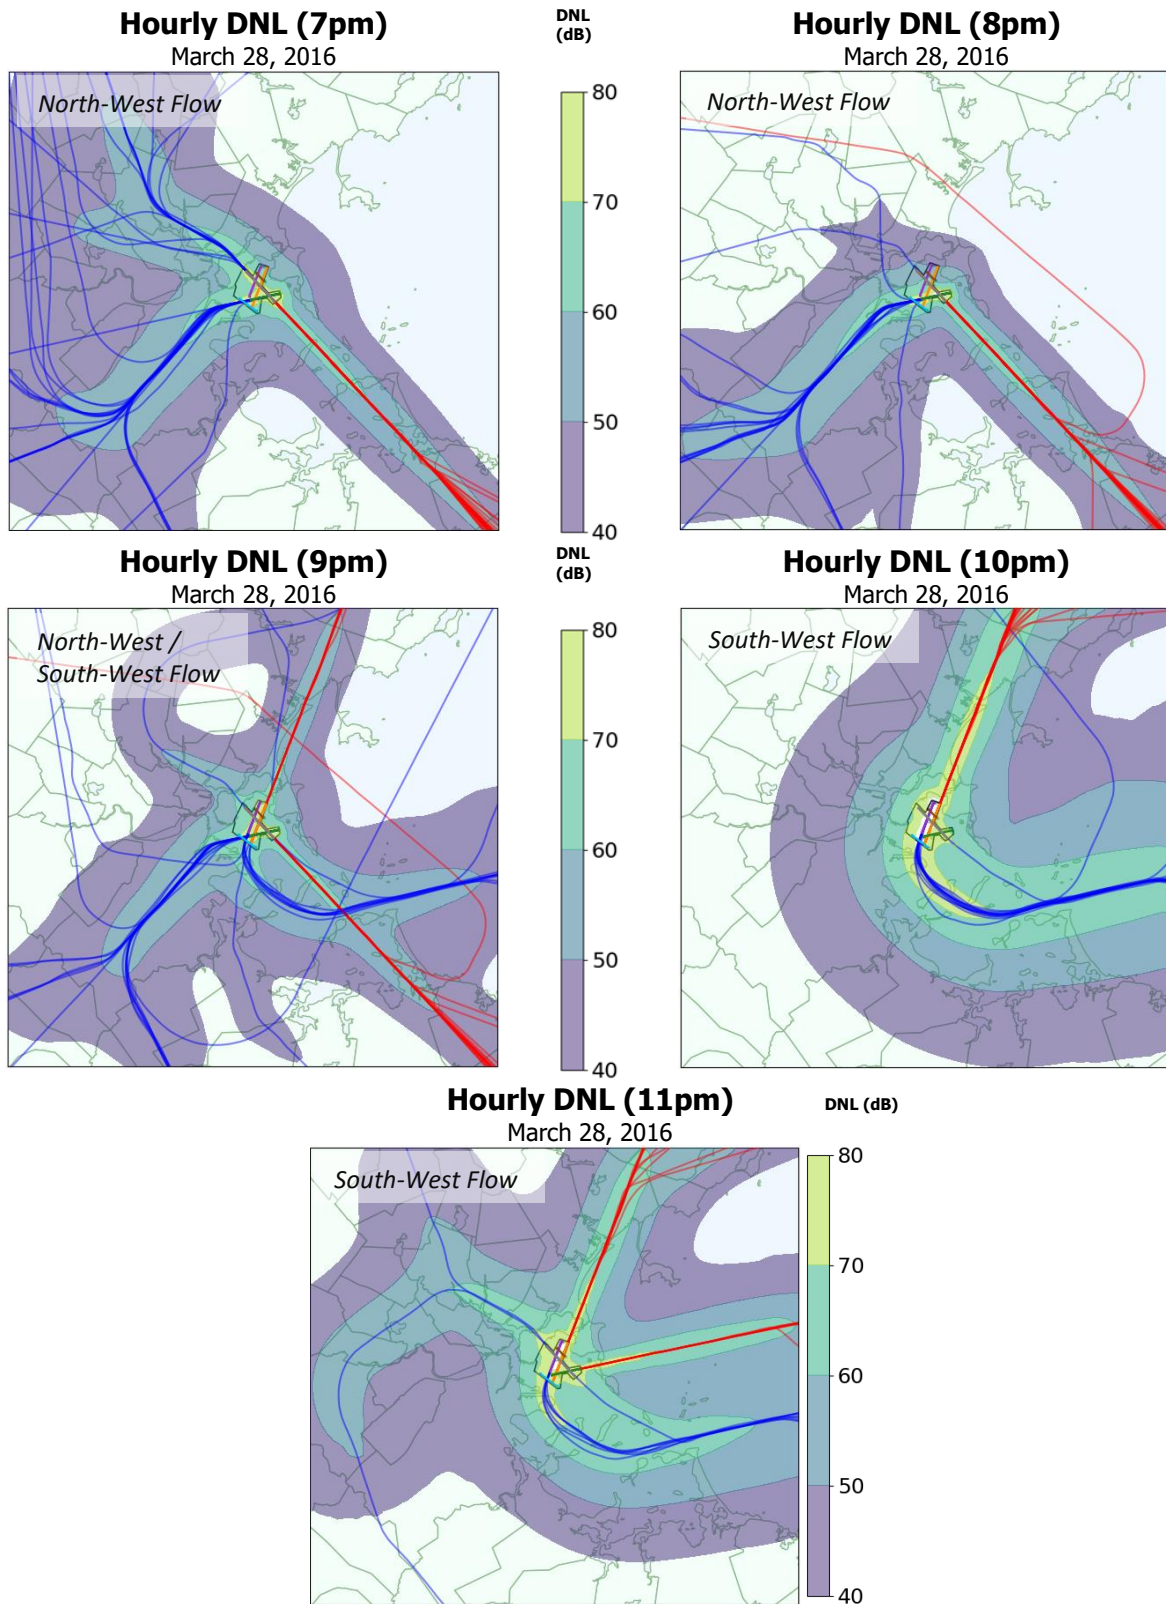 Hourly DNL (7pm)
March 28, 2016
North-West Flow
DNL
(dB)
80
70
60
50
40
Hourly DNL (8pm)
March 28, 2016
North-West Flow
Hourly DNL (9pm)
March 28, 2016
North-West /
South-West Flow
DNL
(dB)
80
70
60
50
40
Hourly DNL (10pm)
March 28, 2016
South-West Flow
Hourly DNL (11pm)
March 28, 2016
South-West Flow
DNL (dB)
80
70
60
50
40